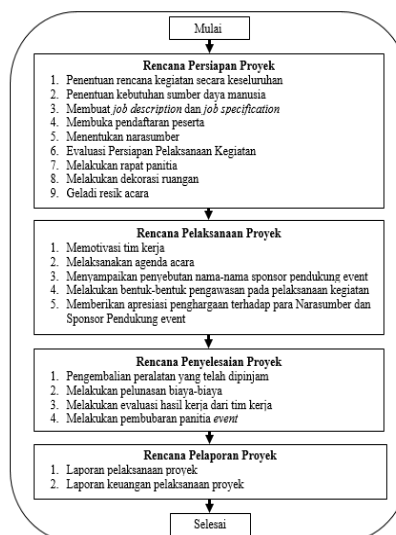 Mulai
Rencana Persiapan Proyek
1. Penentuan rencana kegiatan secara keseluruhan
2. Penentuan kebutuhan sumber daya manusia
3. Membuat job description dan job specification
4. Membuka pendaftaran peserta
5. Menentukan narasumber
6. Evaluasi Persiapan Pelaksanaan Kegiatan
7. Melakukan rapat panitia
8. Melakukan dekorasi ruangan
9. Geladi resik acara
Rencana Pelaksanaan Proyek
1. Memotivasi tim kerja
2. Melaksanakan agenda acara
3. Menyampaikan penyebutan nama-nama sponsor pendukung event
4. Melakukan bentuk-bentuk pengawasan pada pelaksanaan kegiatan
5. Memberikan apresiasi penghargaan terhadap para Narasumber dan
Sponsor Pendukung event
Rencana Penyelesaian Proyek
1. Pengembalian peralatan yang telah dipinjam
2. Melakukan pelunasan biaya-biaya
3. Melakukan evaluasi hasil kerja dari tim kerja
4. Melakukan pembubaran panitia event
Rencana Pelaporan Proyek
1. Laporan pelaksanaan proyek
2. Laporan keuangan pelaksanaan proyek
Selesai